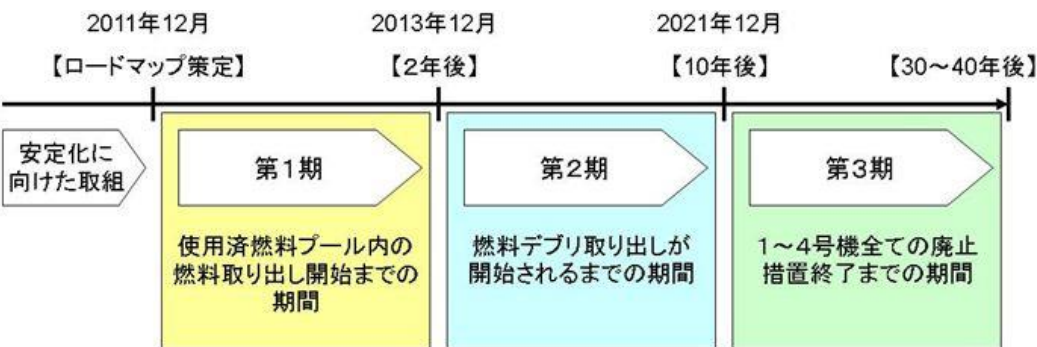 2011年12月
2013年12月
2021年12月
【ロードマップ策定】
【2年後】
【10年後】
【30～40年後】
安定化に
向けた取組
第1期
第2期
第3期
使用済燃料プール内の
燃料取り出し開始までの
期間
燃料デブリ取り出しが
開始されるまでの期間
1～4号機全ての廃止
措置終了までの期間